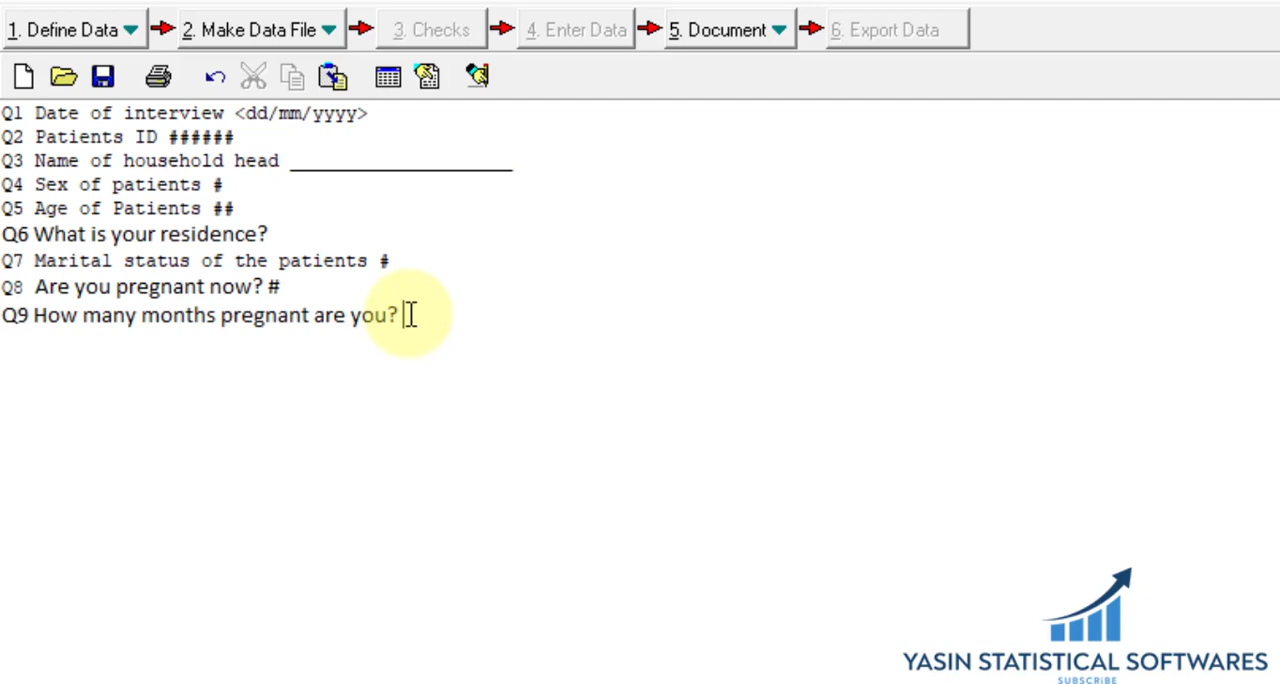 1. Define Data 2. Make Data File 3. Checks 4. Enter Data 5. Document 6. Export Data
Q1 Date of interview <dd/mm/yyyy>
Q2 Patients ID ######
Q3 Name of household head ____________________
Q4 Sex of patients #
Q5 Age of Patients ##
Q6 What is your residence?
Q7 Marital status of the patients #
Q8 Are you pregnant now? #
Q9 How many months pregnant are you?
YASIN STATISTICAL SOFTWARES
SUBSCRIBE